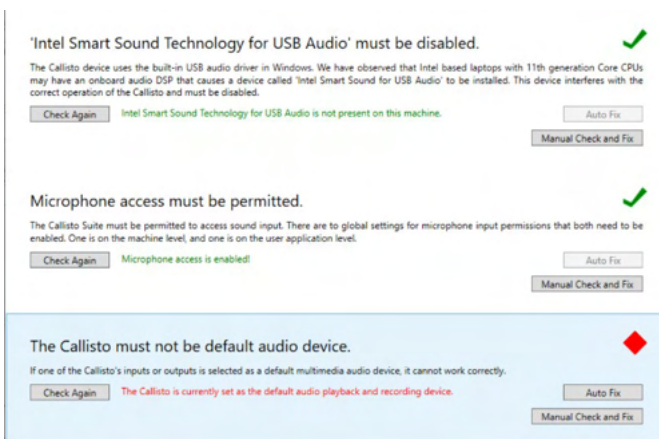 'Intel Smart Sound Technology for USB Audio' must be disabled.
The Callisto device uses the built-in USB audio driver in Windows. We have observed that Intel based laptops with 11th generation Core CPUs
may have an onboard audio DSP that causes a device called 'Intel Smart Sound for USB Audio' to be installed. This device interferes with the
correct operation of the Callisto and must be disabled.
Check Again Intel Smart Sound Technology for USB Audio is not present on this machine. Auto Fix
Manual Check and Fix
Microphone access must be permitted.
The Callisto Suite must be permitted to access sound input. There are to global settings for microphone input permissions that both need to be
enabled. One is on the machine level, and one is on the user application level.
Check Again Microphone access is enabled! Auto Fix
Manual Check and Fix
The Callisto must not be default audio device.
If one of the Callisto's inputs or outputs is selected as a default multimedia audio device, it cannot work correctly.
Check Again The Callisto is currently set as the default audio playback and recording device. Auto Fix
Manual Check and Fix